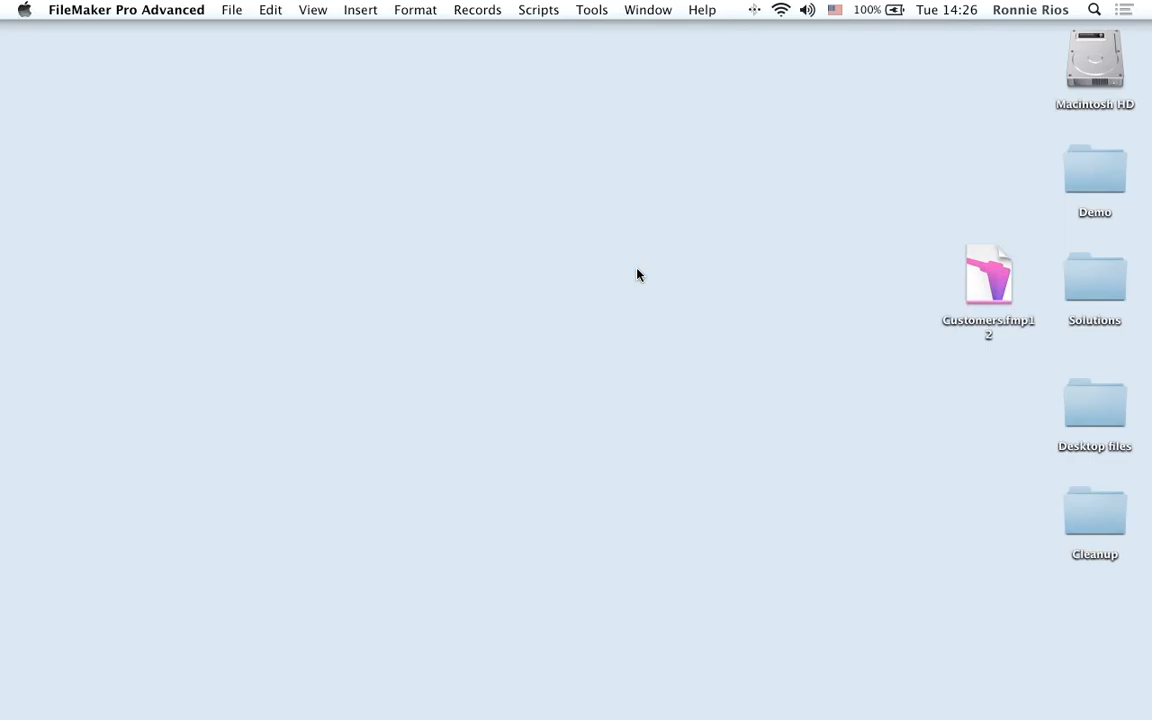 FileMaker Pro Advanced File Edit View Insert Format Records Scripts Tools Window Help 100% Tue 14:26 Ronnie Rios
Macintosh HD
Demo
Customers.fmp1
2
Solutions
Desktop files
Cleanup